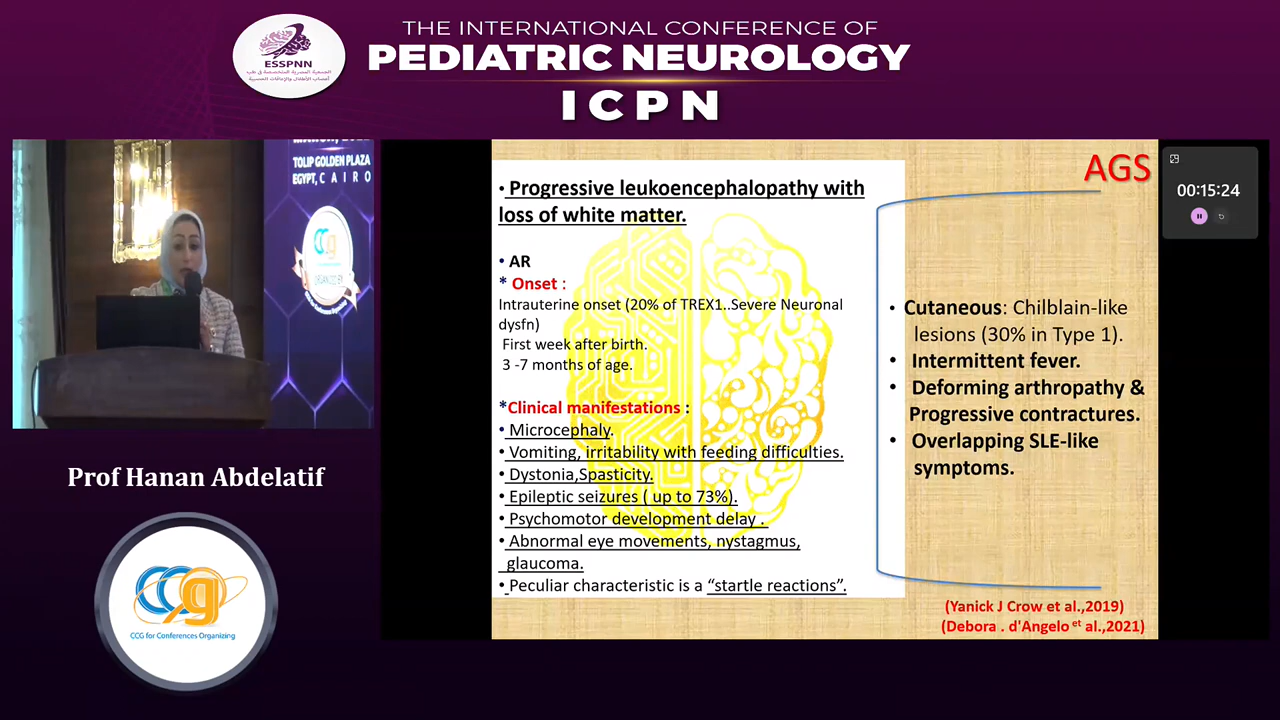 THE INTERNATIONAL CONFERENCE OF
PEDIATRIC NEUROLOGY
ICPN
ESSPNN
TOLIP GOLDEN PLAZA
EGYPT, CAIRO
Prof Hanan Abdelatif
CCG for Conferences Organizing
AGS
00:15:24
• Progressive leukoencephalopathy with
loss of white matter.
• AR
* Onset :
Intrauterine onset (20% of TREX1..Severe Neuronal
dysfn)
First week after birth.
3 -7 months of age.
*Clinical manifestations :
• Microcephaly.
• Vomiting, irritability with feeding difficulties.
• Dystonia,Spasticity.
• Epileptic seizures ( up to 73%).
• Psychomotor development delay .
• Abnormal eye movements, nystagmus,
glaucoma.
• Peculiar characteristic is a “startle reactions”.
• Cutaneous: Chilblain-like
lesions (30% in Type 1).
• Intermittent fever.
• Deforming arthropathy &
Progressive contractures.
• Overlapping SLE-like
symptoms.
(Yanick J Crow et al.,2019)
(Debora . d'Angelo et al.,2021)